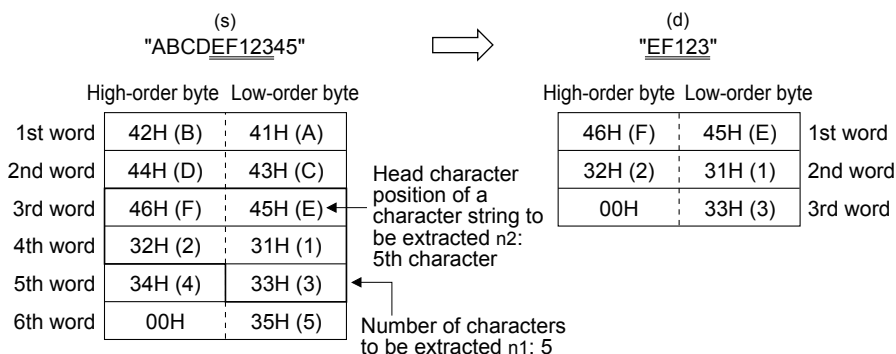 (s)
(d)
"ABCDEF12345"
"EF123"
High-order byte Low-order byte
High-order byte Low-order byte
1st word 42H (B) 41H (A)
46H (F) 45H (E) 1st word
2nd word 44H (D) 43H (C)
32H (2) 31H (1) 2nd word
3rd word 46H (F) 45H (E)
00H 33H (3) 3rd word
4th word 32H (2) 31H (1)
5th word 34H (4) 33H (3)
6th word 00H 35H (5)
Head character
position of a
character string to
be extracted n2:
5th character
Number of characters
to be extracted n1: 5